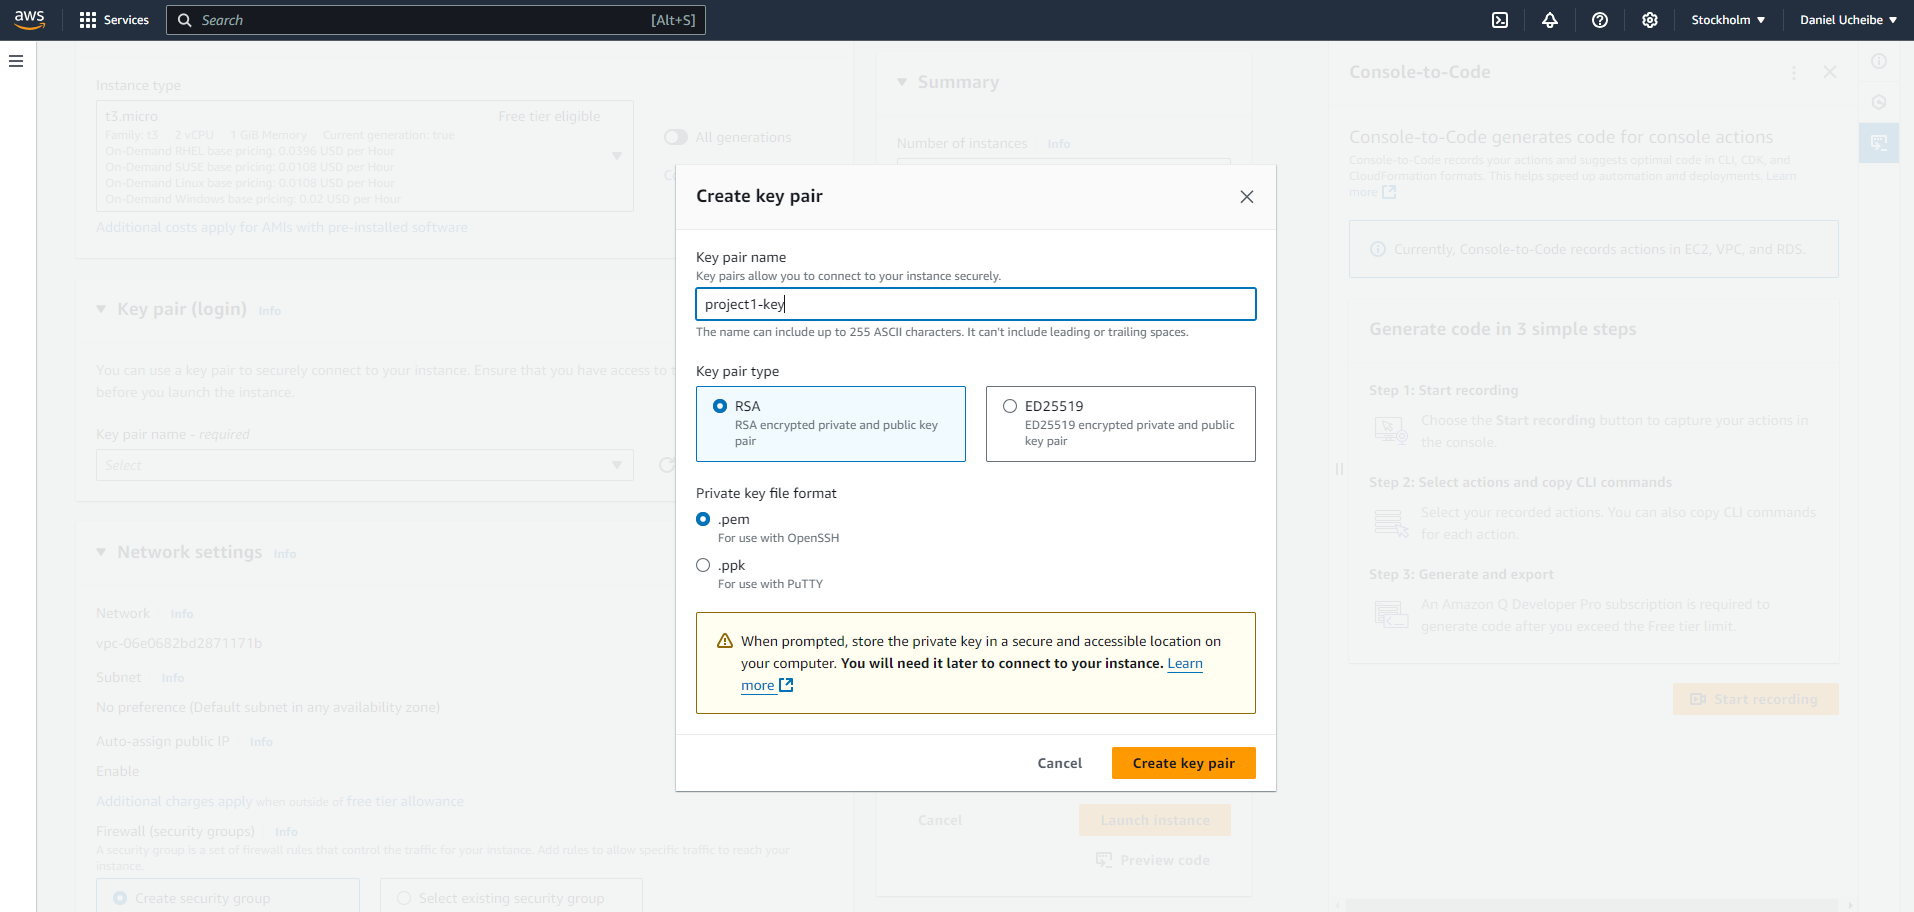 aws
Services
Search
[Alt+S]
Stockholm
Daniel Ucheibe
Instance type
t3.micro
Free tier eligible
Family: t3 2 vCPU 1 GiB Memory Current generation: true
On-Demand RHEL base pricing: 0.0396 USD per Hour
On-Demand SUSE base pricing: 0.0108 USD per Hour
On-Demand Linux base pricing: 0.0108 USD per Hour
On-Demand Windows base pricing: 0.02 USD per Hour
All generations
Additional costs apply for AMIs with pre-installed software
Key pair (login) Info
You can use a key pair to securely connect to your instance. Ensure that you have access to
before you launch the instance.
Key pair name - required
Select
Network settings Info
Network Info
vpc-06e0682bd2871171b
Subnet Info
No preference (Default subnet in any availability zone)
Auto-assign public IP Info
Enable
Additional charges apply when outside of free tier allowance
Firewall (security groups) Info
A security group is a set of firewall rules that control the traffic for your instance. Add rules to allow specific traffic to reach your
instance.
Create security group
Select existing security group
Summary
Number of instances Info
Create key pair
Key pair name
Key pairs allow you to connect to your instance securely.
project1-key
The name can include up to 255 ASCII characters. It can't include leading or trailing spaces.
Key pair type
RSA
RSA encrypted private and public key
pair
ED25519
ED25519 encrypted private and public
key pair
Private key file format
.pem
For use with OpenSSH
.ppk
For use with PuTTY
When prompted, store the private key in a secure and accessible location on
your computer. You will need it later to connect to your instance. Learn
more
Cancel
Create key pair
Cancel
Launch instance
Preview code
Console-to-Code
Console-to-Code generates code for console actions
Console-to-Code records your actions and suggests optimal code in CLI, CDK, and
CloudFormation formats. This helps speed up automation and deployments. Learn
more
Currently, Console-to-Code records actions in EC2, VPC, and RDS.
Generate code in 3 simple steps
Step 1: Start recording
Choose the Start recording button to capture your actions in
the console.
Step 2: Select actions and copy CLI commands
Select your recorded actions. You can also copy CLI commands
for each action.
Step 3: Generate and export
An Amazon Q Developer Pro subscription is required to
generate code after you exceed the Free tier limit.
Start recording